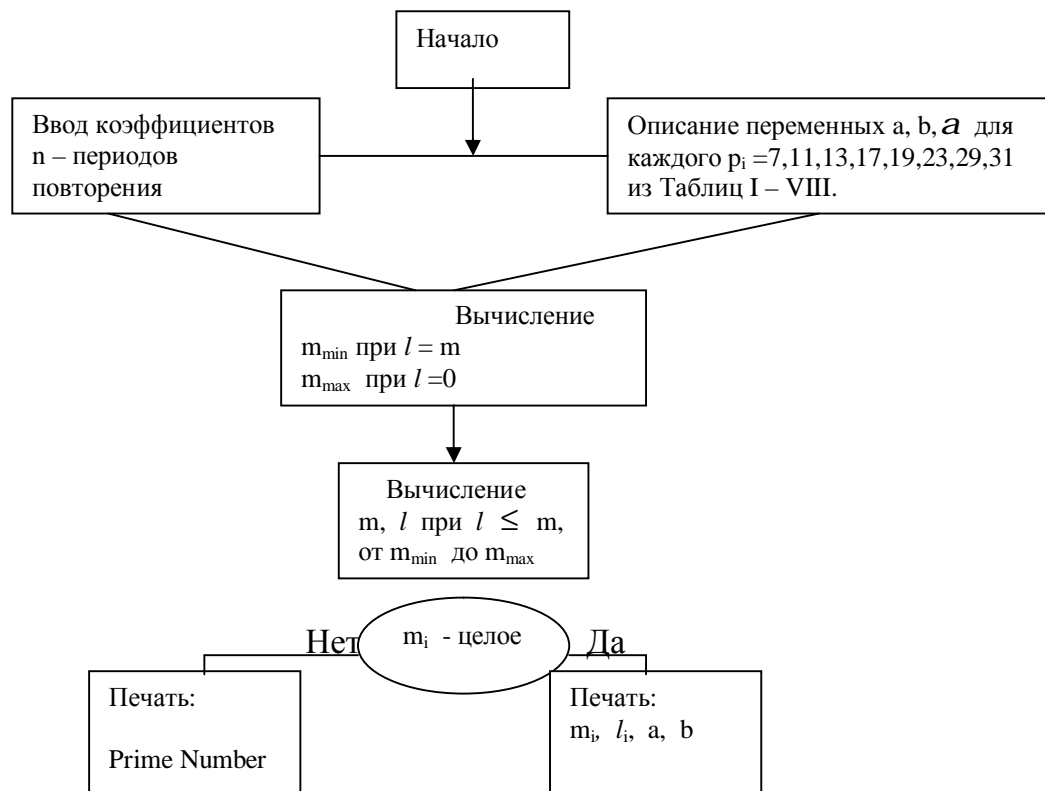 Начало
Ввод коэффициентов
n – периодов
повторения
Описание переменных a, b, a для
каждого pᵢ =7,11,13,17,19,23,29,31
из Таблиц I – VIII.
Вычисление
mmin при l = m
mmax при l =0
Вычисление
m, l при l ≤ m,
от mmin до mmax
mᵢ - целое
Нет
Да
Печать:
Prime Number
Печать:
mᵢ, lᵢ, a, b